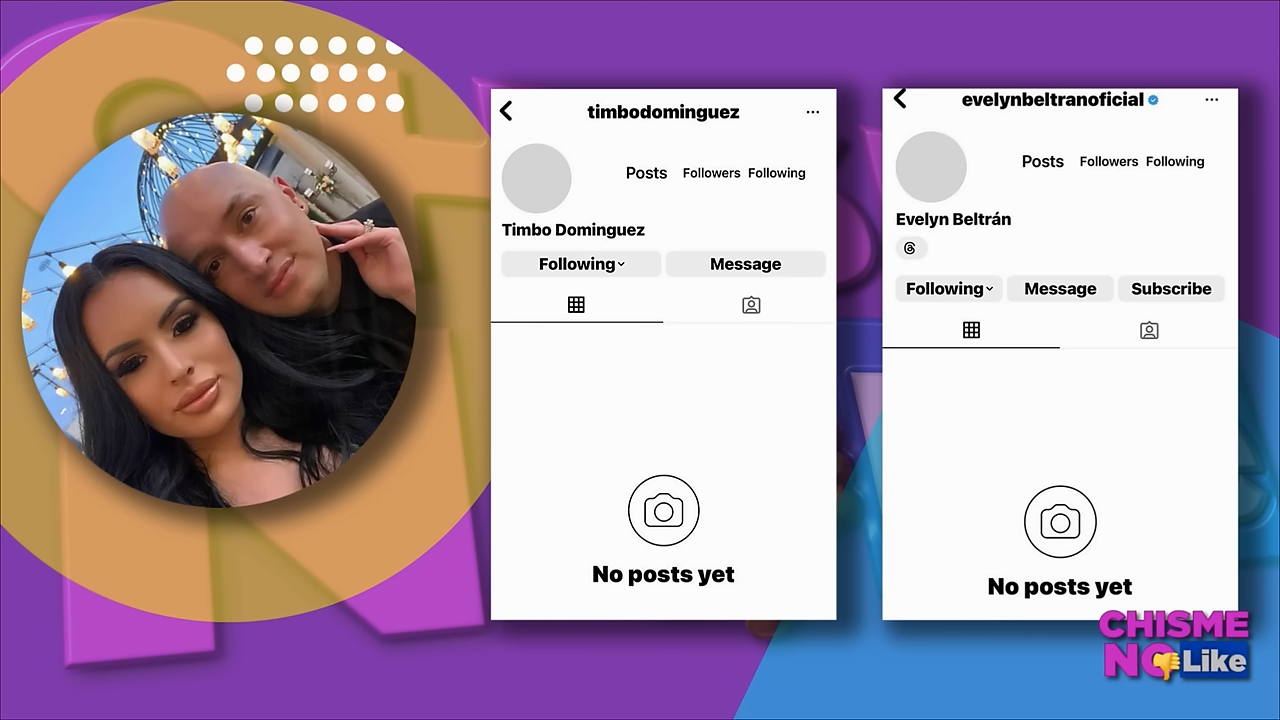 timbodominguez
Posts Followers Following
Timbo Dominguez
Following Message
No posts yet
evelynbeltranoficial
Posts Followers Following
Evelyn Beltrán
Following Message Subscribe
No posts yet
CHISME
NO Like